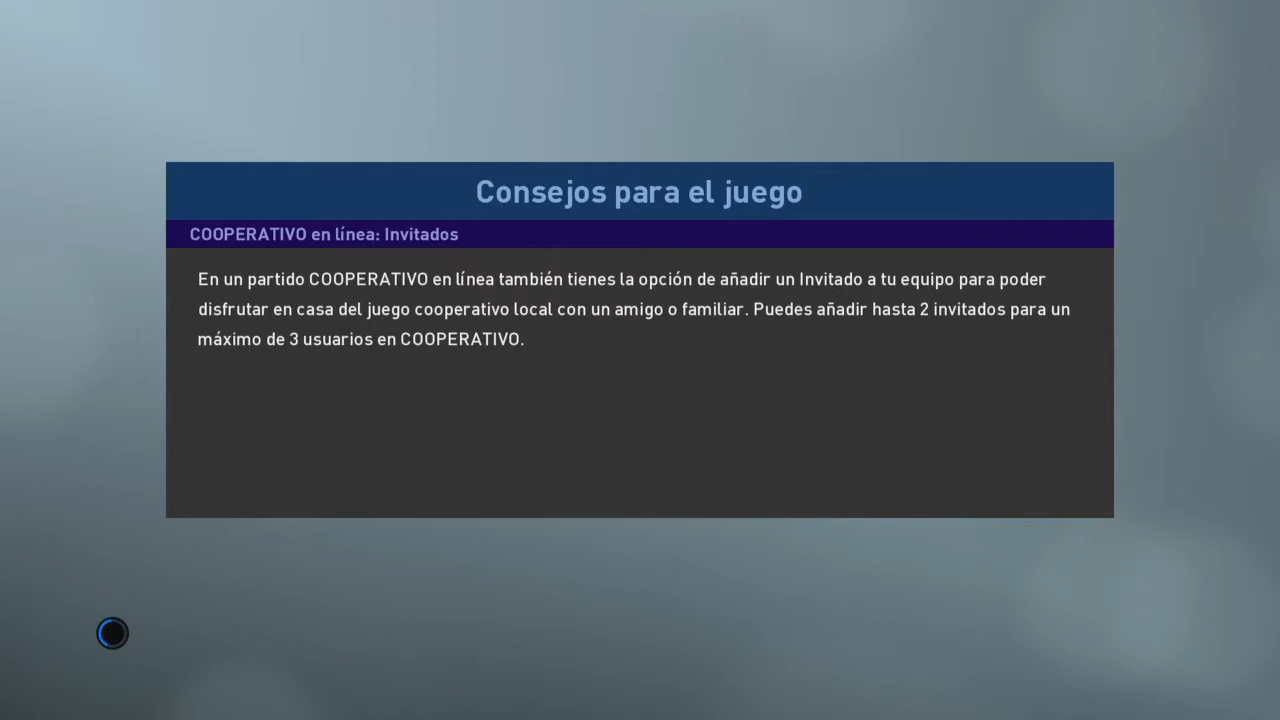 Consejos para el juego
COOPERATIVO en línea: Invitados
En un partido COOPERATIVO en línea también tienes la opción de añadir un Invitado a tu equipo para poder
disfrutar en casa del juego cooperativo local con un amigo o familiar. Puedes añadir hasta 2 invitados para un
máximo de 3 usuarios en COOPERATIVO.